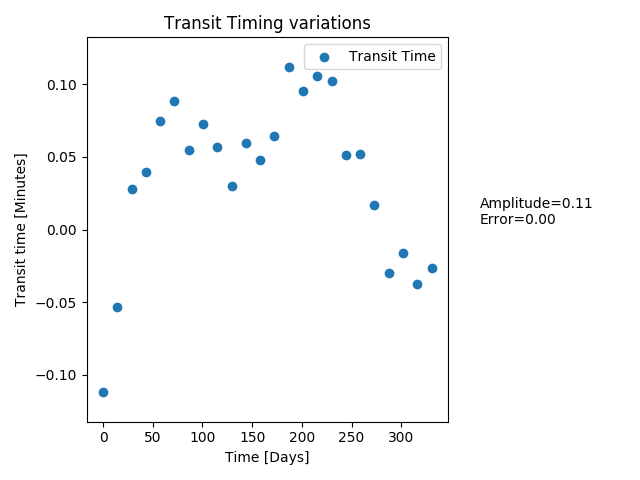 Transit Timing variations
Transit Time
0.10
0.05
0.00
−0.05
−0.10
Transit time [Minutes]
0
50
100
150
200
250
300
Time [Days]
Amplitude=0.11
Error=0.00